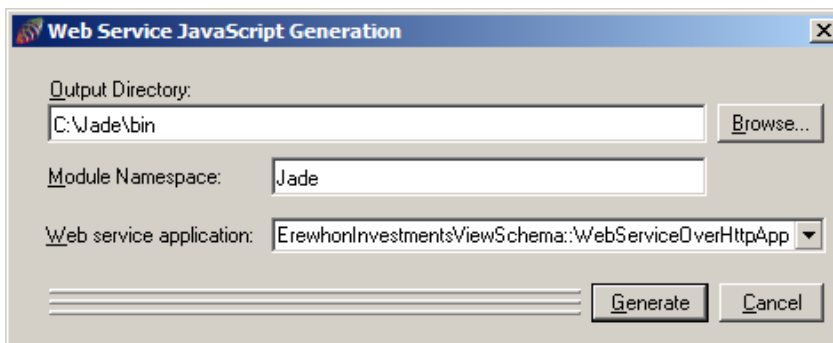 Web Service JavaScript Generation
Output Directory:
C:\Jade\bin
Browse...
Module Namespace: Jade
Web service application: ErewhonInvestmentsViewSchema::WebServiceOverHttpApp
Generate Cancel